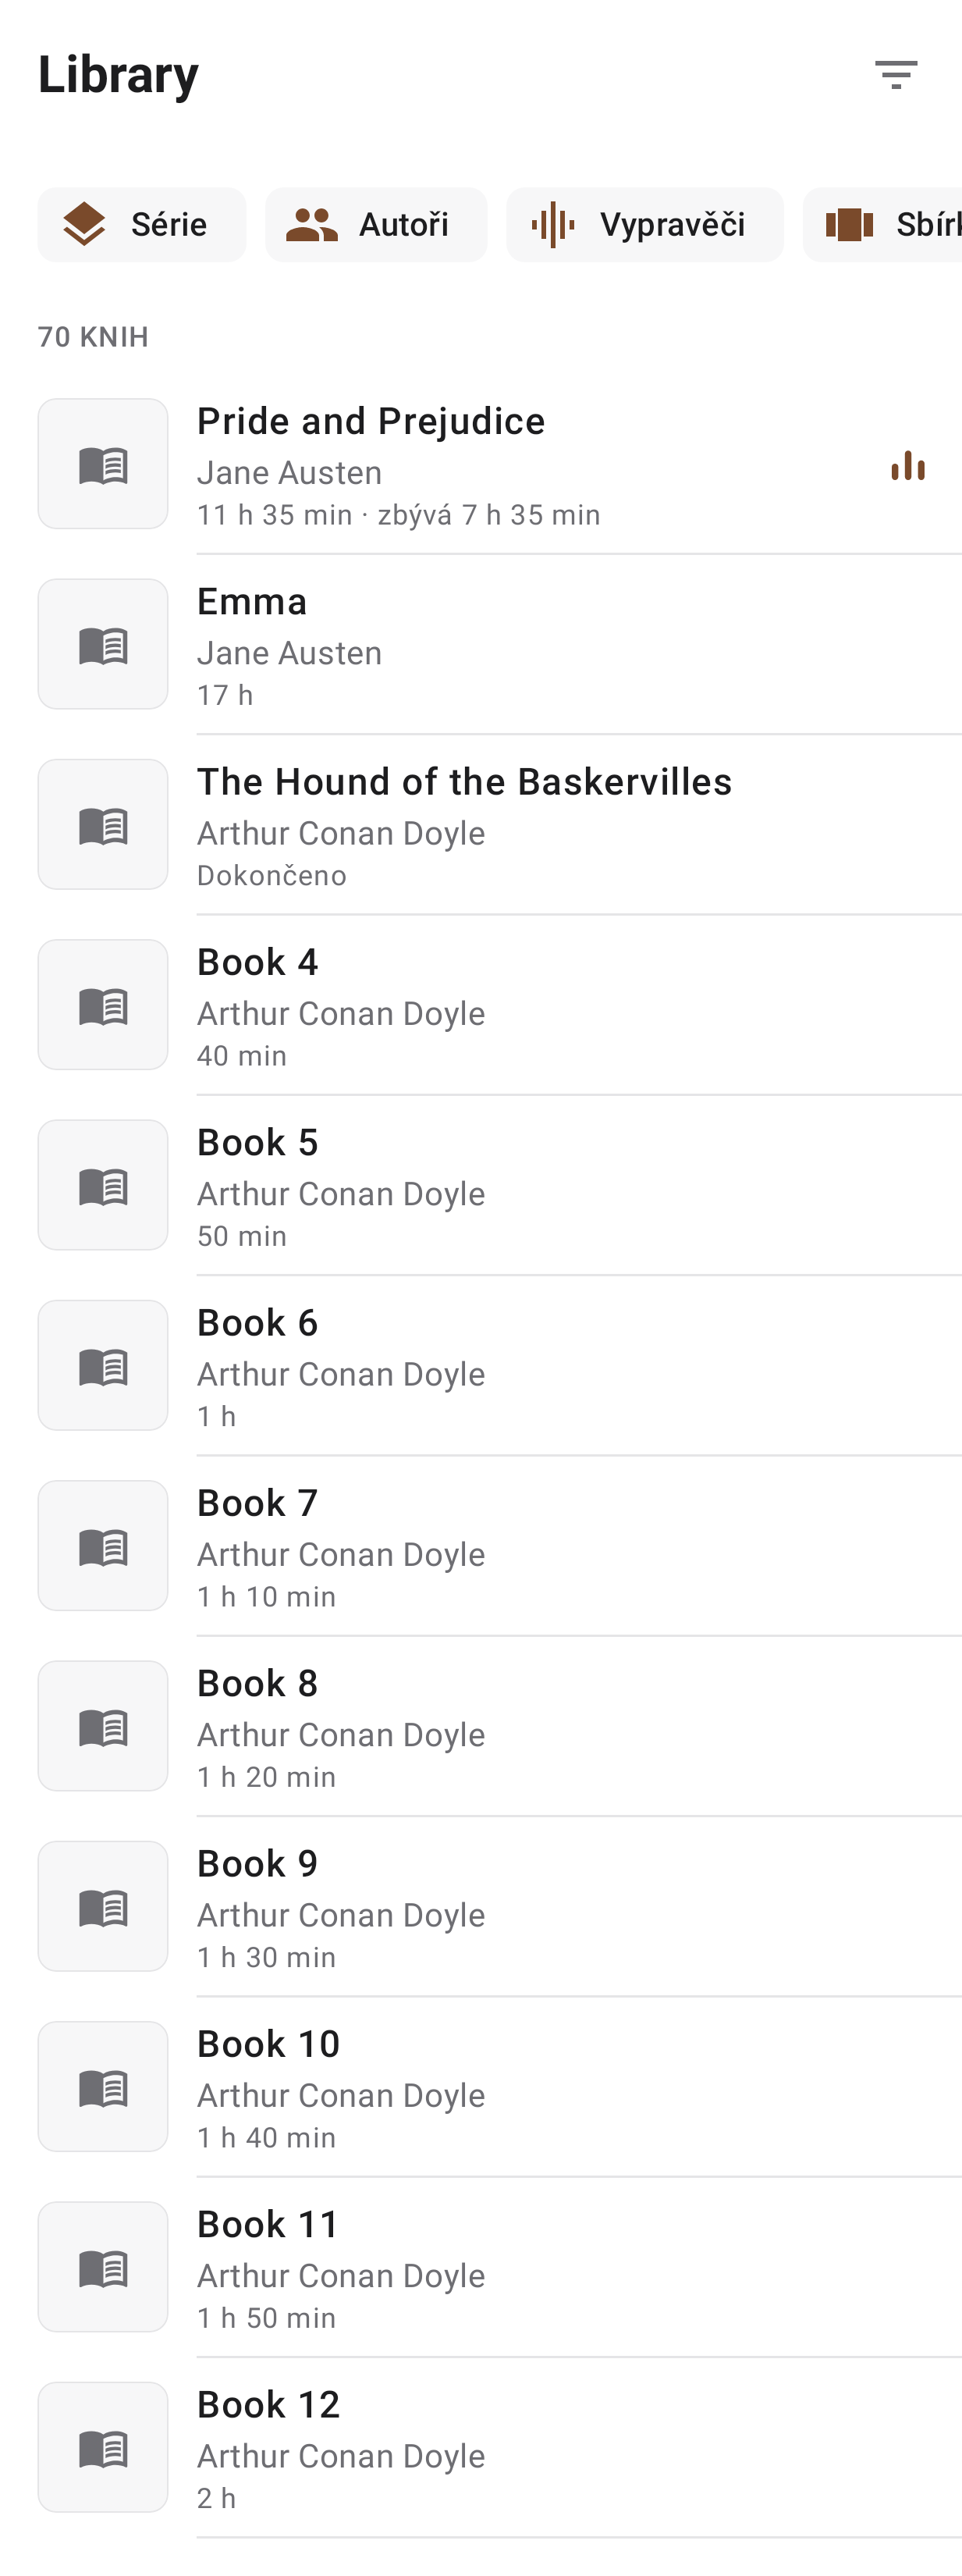 Library
Série
Autoři
Vypravěči
70 KNIH
Pride and Prejudice
Jane Austen
11 h 35 min · zbývá 7 h 35 min
Emma
Jane Austen
17 h
The Hound of the Baskervilles
Arthur Conan Doyle
Dokončeno
Book 4
Arthur Conan Doyle
40 min
Book 5
Arthur Conan Doyle
50 min
Book 6
Arthur Conan Doyle
1 h
Book 7
Arthur Conan Doyle
1 h 10 min
Book 8
Arthur Conan Doyle
1 h 20 min
Book 9
Arthur Conan Doyle
1 h 30 min
Book 10
Arthur Conan Doyle
1 h 40 min
Book 11
Arthur Conan Doyle
1 h 50 min
Book 12
Arthur Conan Doyle
2 h